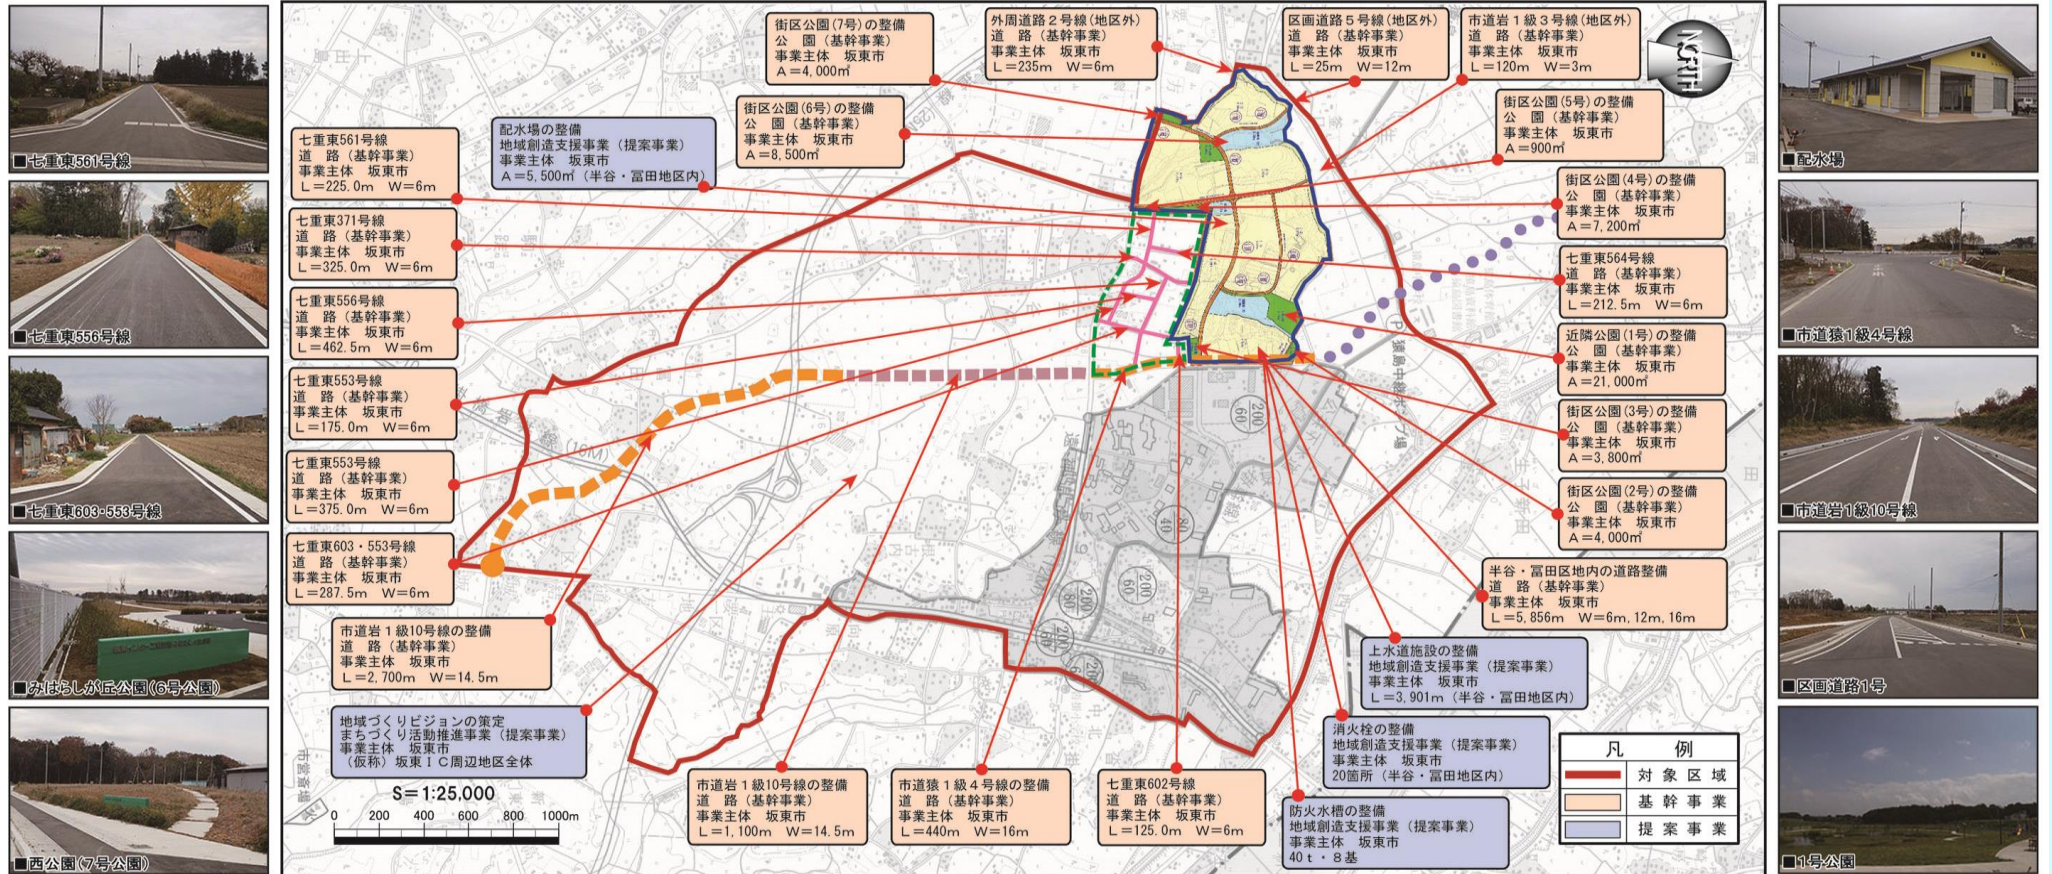 ■七重東561号線
■七重東556号線
■七重東603・553号線
■みはらしが丘公園(6号公園)
■西公園(7号公園)
街区公園(7号)の整備
公　園(基幹事業)
事業主体　坂東市
A＝4,000㎡
外周道路2号線(地区外)
道　路(基幹事業)
事業主体　坂東市
L＝235m　W＝6m
区画道路5号線(地区外)
道　路(基幹事業)
事業主体　坂東市
L＝25m　W＝12m
市道岩1級3号線(地区外)
道　路(基幹事業)
事業主体　坂東市
L＝120m　W＝3m
NORTH
街区公園(6号)の整備
公　園(基幹事業)
事業主体　坂東市
A＝8,500㎡
街区公園(5号)の整備
公　園(基幹事業)
事業主体　坂東市
A＝900㎡
配水場の整備
地域創造支援事業(提案事業)
事業主体　坂東市
A＝5,500㎡(半谷・冨田地区内)
七重東561号線
道　路(基幹事業)
事業主体　坂東市
L＝225.0m　W＝6m
七重東371号線
道　路(基幹事業)
事業主体　坂東市
L＝325.0m　W＝6m
七重東556号線
道　路(基幹事業)
事業主体　坂東市
L＝462.5m　W＝6m
七重東553号線
道　路(基幹事業)
事業主体　坂東市
L＝175.0m　W＝6m
七重東553号線
道　路(基幹事業)
事業主体　坂東市
L＝375.0m　W＝6m
七重東603・553号線
道　路(基幹事業)
事業主体　坂東市
L＝287.5m　W＝6m
街区公園(4号)の整備
公　園(基幹事業)
事業主体　坂東市
A＝7,200㎡
七重東564号線
道　路(基幹事業)
事業主体　坂東市
L＝212.5m　W＝6m
近隣公園(1号)の整備
公　園(基幹事業)
事業主体　坂東市
A＝21,000㎡
街区公園(3号)の整備
公　園(基幹事業)
事業主体　坂東市
A＝3,800㎡
街区公園(2号)の整備
公　園(基幹事業)
事業主体　坂東市
A＝4,000㎡
半谷・冨田区地内の道路整備
道　路(基幹事業)
事業主体　坂東市
L＝5,856m　W＝6m,12m,16m
市道岩1級10号線の整備
道　路(基幹事業)
事業主体　坂東市
L＝2,700m　W＝14.5m
上水道施設の整備
地域創造支援事業(提案事業)
事業主体　坂東市
L＝3,901m(半谷・冨田地区内)
地域づくりビジョンの策定
まちづくり活動推進事業(提案事業)
事業主体　坂東市
(仮称)坂東IC周辺地区全体
消火栓の整備
地域創造支援事業(提案事業)
事業主体　坂東市
20箇所(半谷・冨田地区内)
市道岩1級10号線の整備
道　路(基幹事業)
事業主体　坂東市
L＝1,100m　W＝14.5m
市道猿1級4号線の整備
道　路(基幹事業)
事業主体　坂東市
L＝440m　W＝16m
七重東602号線
道　路(基幹事業)
事業主体　坂東市
L＝125.0m　W＝6m
防火水槽の整備
地域創造支援事業(提案事業)
事業主体　坂東市
40t・8基
猿島中継ポンプ場
(16M)
200
60
80
40
200
60
200
60
市営斎場
S＝1:25,000
0　200　400　600　800　1000m
凡　例
対象区域
基幹事業
提案事業
■配水場
■市道猿1級4号線
■市道岩1級10号線
■区画道路1号
■1号公園